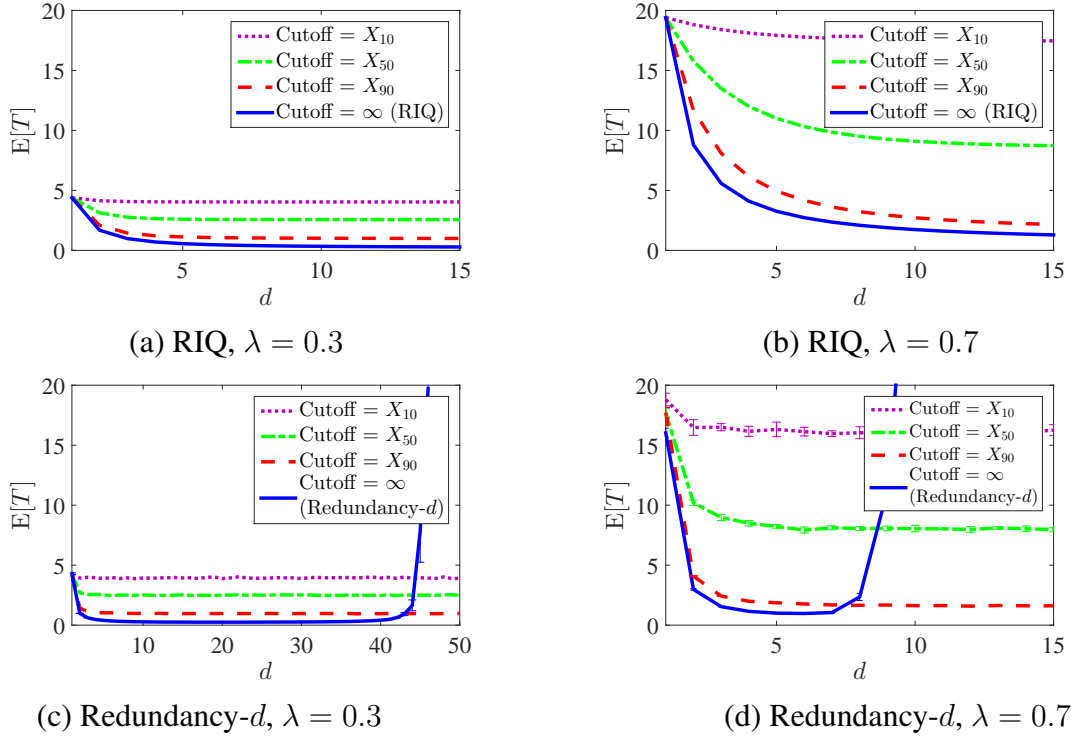 20
15
10
5
0
E[T]
Cutoff = X₁₀
Cutoff = X₅₀
Cutoff = X₉₀
Cutoff = ∞ (RIQ)
5 10 15
d
(a) RIQ, λ = 0.3
20
15
10
5
0
E[T]
Cutoff = X₁₀
Cutoff = X₅₀
Cutoff = X₉₀
Cutoff = ∞ (RIQ)
5 10 15
d
(b) RIQ, λ = 0.7
20
15
10
5
0
E[T]
Cutoff = X₁₀
Cutoff = X₅₀
Cutoff = X₉₀
Cutoff = ∞
(Redundancy-d)
10 20 30 40 50
d
(c) Redundancy-d, λ = 0.3
20
15
10
5
0
E[T]
Cutoff = X₁₀
Cutoff = X₅₀
Cutoff = X₉₀
Cutoff = ∞
(Redundancy-d)
5 10 15
d
(d) Redundancy-d, λ = 0.7